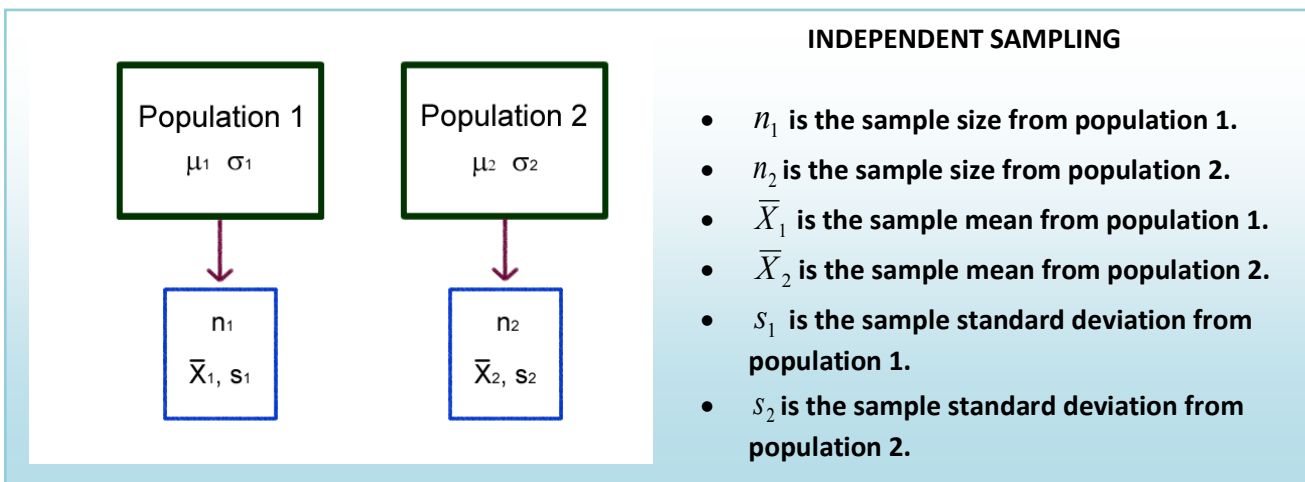 Population 1
μ1 σ1
n1
X̅1, s1
Population 2
μ2 σ2
n2
X̅2, s2
INDEPENDENT SAMPLING
• n1 is the sample size from population 1.
• n2 is the sample size from population 2.
• X̅1 is the sample mean from population 1.
• X̅2 is the sample mean from population 2.
• s1 is the sample standard deviation from
population 1.
• s2 is the sample standard deviation from
population 2.